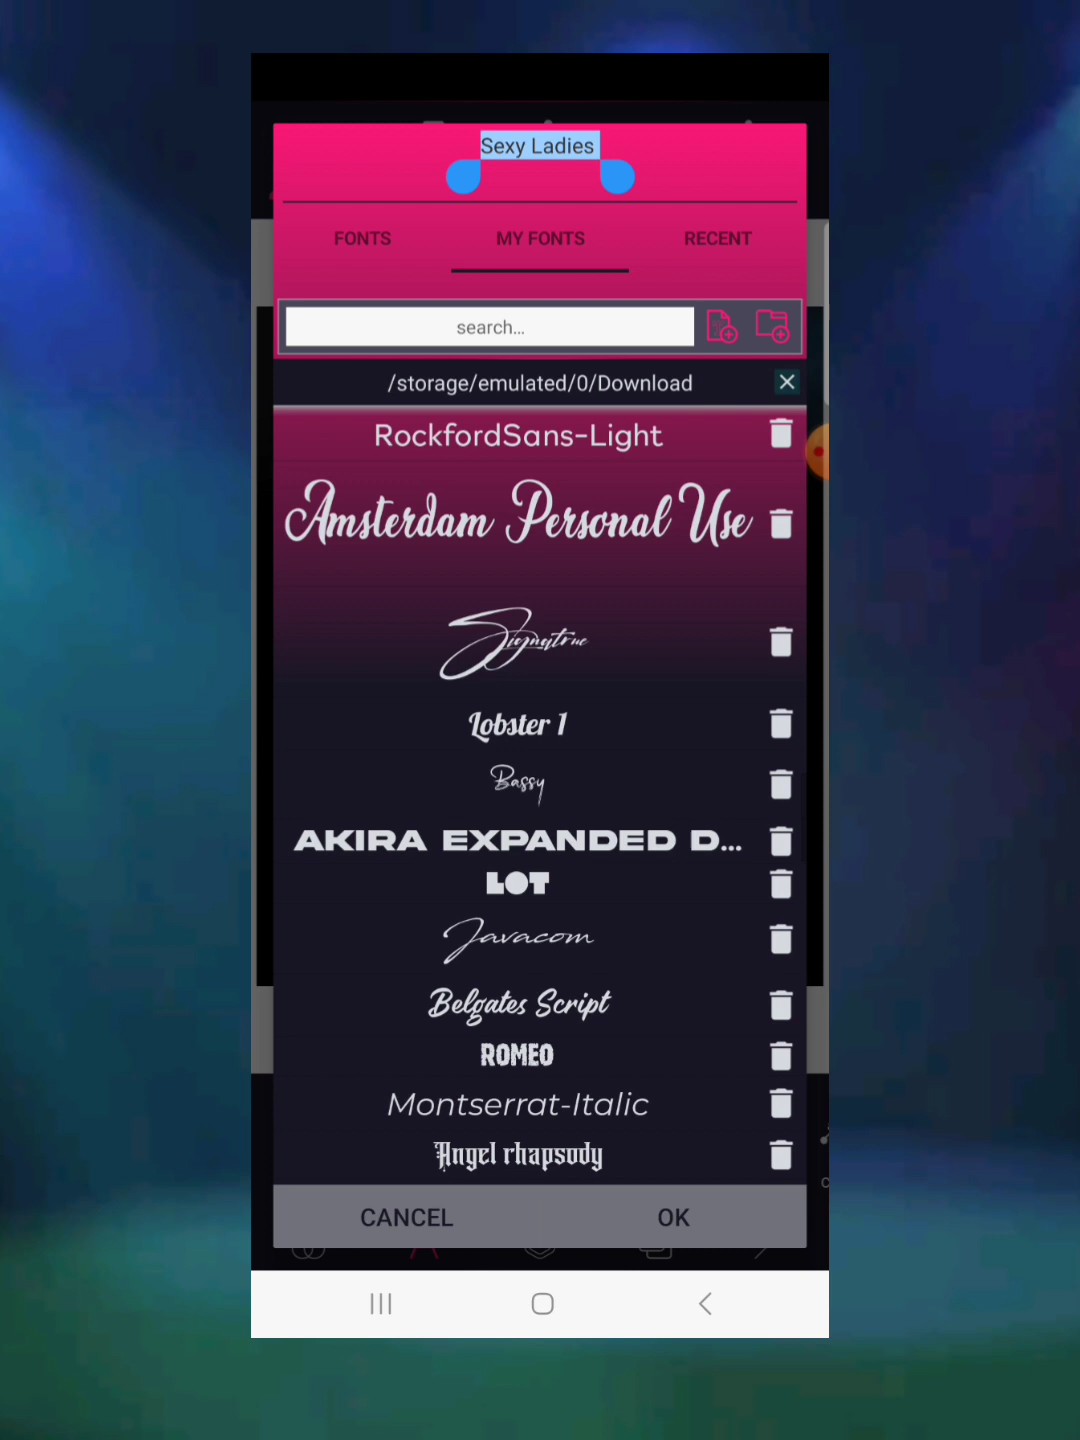 Sexy Ladies
FONTS MY FONTS RECENT
search...
/storage/emulated/0/Download
RockfordSans-Light
Amsterdam Personal Use
Signatrue
Lobster 1
Bassy
AKIRA EXPANDED D...
LOT
Javacom
Belgates Script
ROMEO
Montserrat-Italic
Angel rhapsody
CANCEL OK